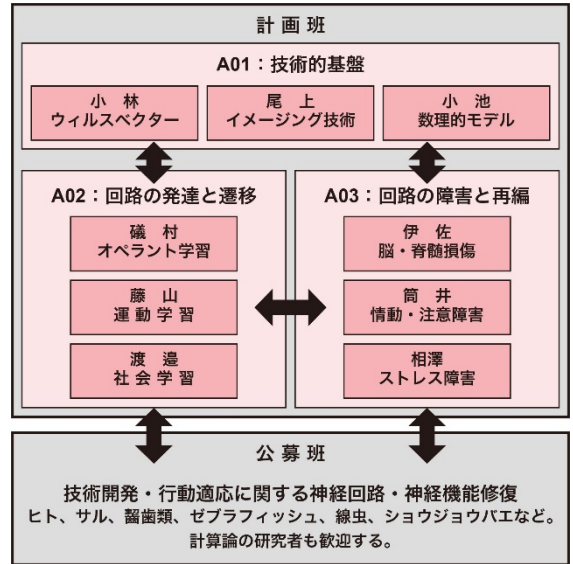 計画班
A01：技術的基盤
小 林
ウィルスベクター
尾 上
イメージング技術
小 池
数理的モデル
A02：回路の発達と遷移
礒 村
オペラント学習
藤 山
運動学習
渡 邉
社会学習
A03：回路の障害と再編
伊 佐
脳・脊髄損傷
筒 井
情動・注意障害
相澤
ストレス障害
公募班
技術開発・行動適応に関する神経回路・神経機能修復
ヒト、サル、齧歯類、ゼブラフィッシュ、線虫、ショウジョウバエなど。
計算論の研究者も歓迎する。